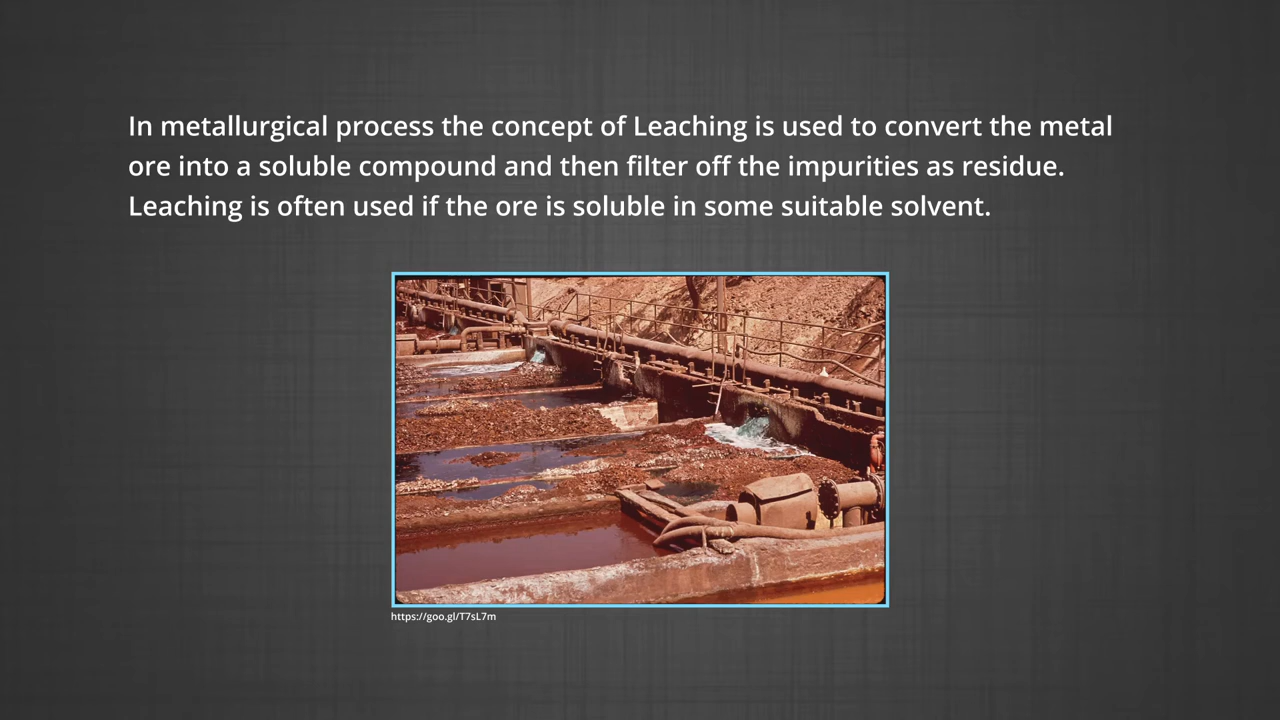 In metallurgical process the concept of Leaching is used to convert the metal
ore into a soluble compound and then filter off the impurities as residue.
Leaching is often used if the ore is soluble in some suitable solvent.
https://goo.gl/T7sL7m